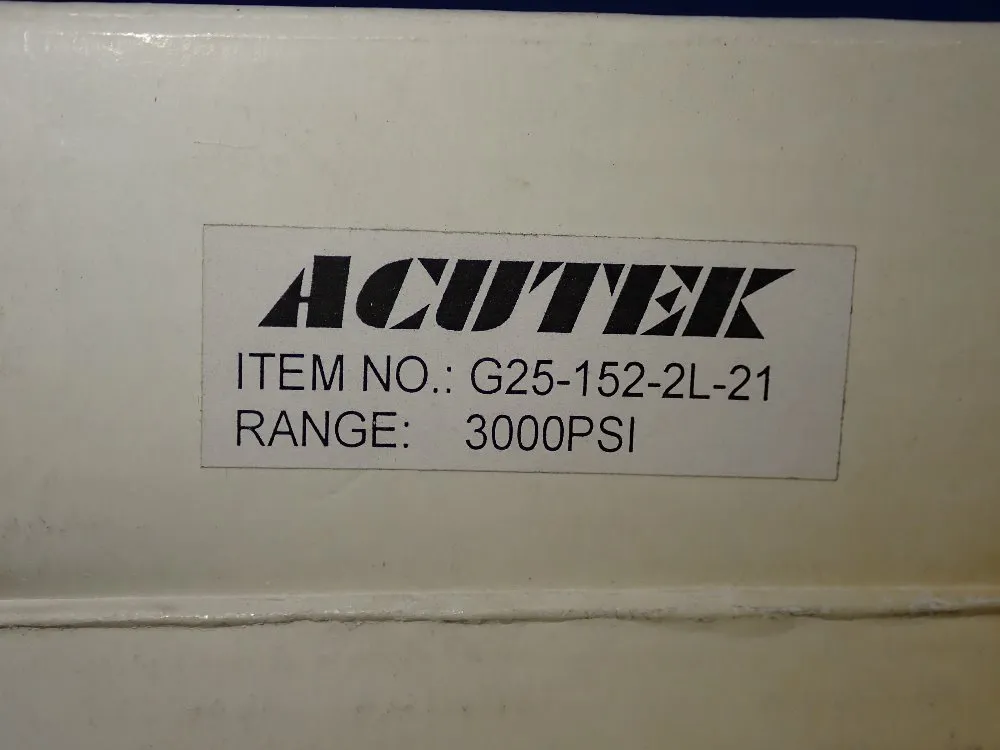 ACUTEK
ITEM NO.: G25-152-2L-21
RANGE: 3000PSI